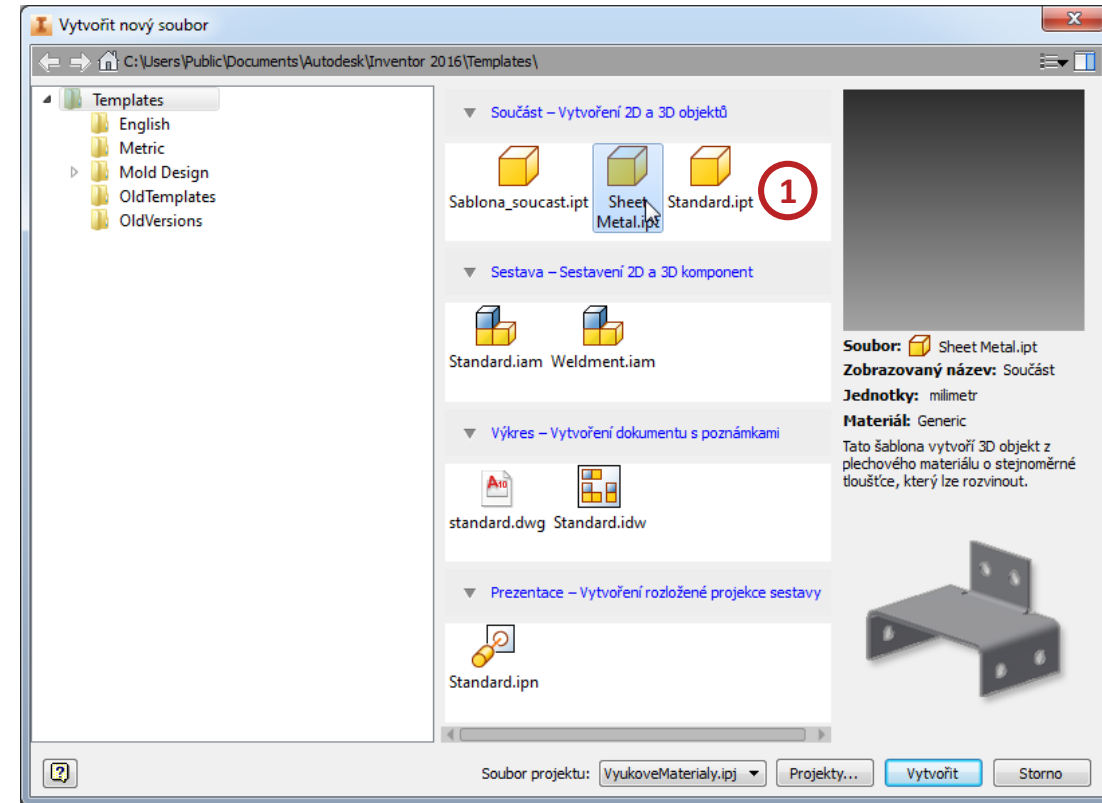 Vytvořit nový soubor
C:\Users\Public\Documents\Autodesk\Inventor 2016\Templates\
Templates
English
Metric
Mold Design
OldTemplates
OldVersions
Součást – Vytvoření 2D a 3D objektů
Sablona_soucast.ipt
Sheet
Metal.ipt
Standard.ipt
1
Sestava – Sestavení 2D a 3D komponent
Standard.iam
Weldment.iam
Výkres – Vytvoření dokumentu s poznámkami
standard.dwg
Standard.idw
Prezentace – Vytvoření rozložené projekce sestavy
Standard.ipn
Soubor: Sheet Metal.ipt
Zobrazovaný název: Součást
Jednotky: milimetr
Materiál: Generic
Tato šablona vytvoří 3D objekt z
plechového materiálu o stejnoměrné
tloušťce, který lze rozvinout.
Soubor projektu: VyukoveMaterialy.ipj
Projekty...
Vytvořit
Storno